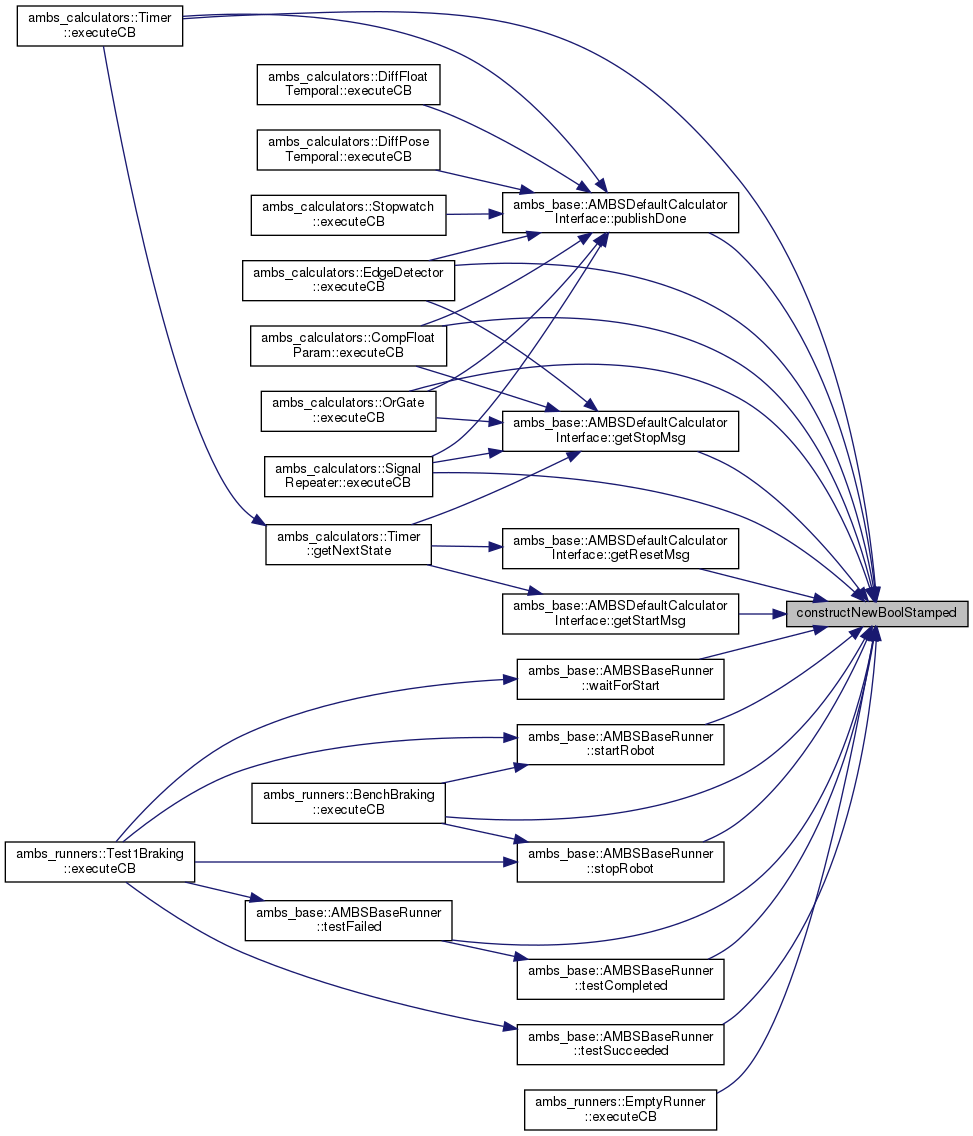 ambs_calculators::Timer
::executeCB
ambs_calculators::DiffFloat
Temporal::executeCB
ambs_calculators::DiffPose
Temporal::executeCB
ambs_calculators::Stopwatch
::executeCB
ambs_base::AMBSDefaultCalculator
Interface::publishDone
ambs_calculators::EdgeDetector
::executeCB
ambs_calculators::CompFloat
Param::executeCB
ambs_calculators::OrGate
::executeCB
ambs_base::AMBSDefaultCalculator
Interface::getStopMsg
ambs_calculators::Signal
Repeater::executeCB
ambs_calculators::Timer
::getNextState
ambs_base::AMBSDefaultCalculator
Interface::getResetMsg
ambs_base::AMBSDefaultCalculator
Interface::getStartMsg
constructNewBoolStamped
ambs_base::AMBSBaseRunner
::waitForStart
ambs_base::AMBSBaseRunner
::startRobot
ambs_runners::BenchBraking
::executeCB
ambs_runners::Test1Braking
::executeCB
ambs_base::AMBSBaseRunner
::stopRobot
ambs_base::AMBSBaseRunner
::testFailed
ambs_base::AMBSBaseRunner
::testCompleted
ambs_base::AMBSBaseRunner
::testSucceeded
ambs_runners::EmptyRunner
::executeCB